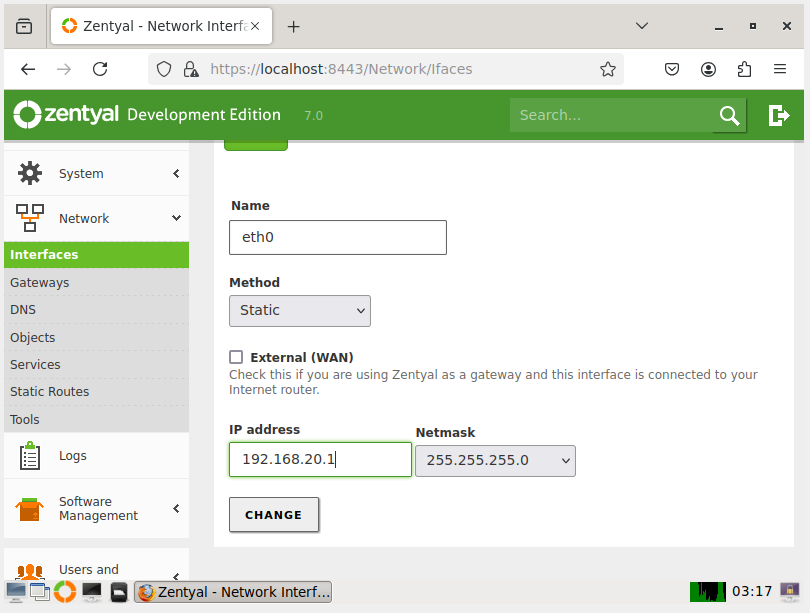 Zentyal - Network Interfa
https://localhost:8443/Network/Ifaces
zentyal Development Edition 7.0
Search...
System
Network
Interfaces
Gateways
DNS
Objects
Services
Static Routes
Tools
Logs
Software
Management
Users and
Name
eth0
Method
Static
External (WAN)
Check this if you are using Zentyal as a gateway and this interface is connected to your
Internet router.
IP address
Netmask
192.168.20.1
255.255.255.0
CHANGE
Zentyal - Network Interf...
03:17